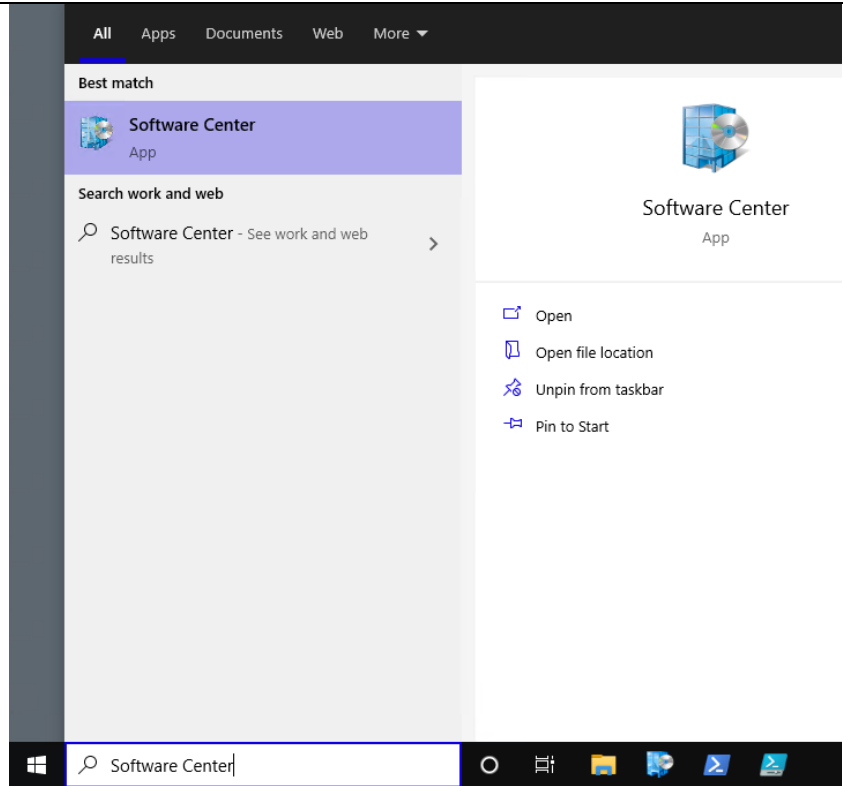 All Apps Documents Web More
Best match
Software Center
App
Search work and web
Software Center - See work and web
results
Software Center
App
Open
Open file location
Unpin from taskbar
Pin to Start
Software Center